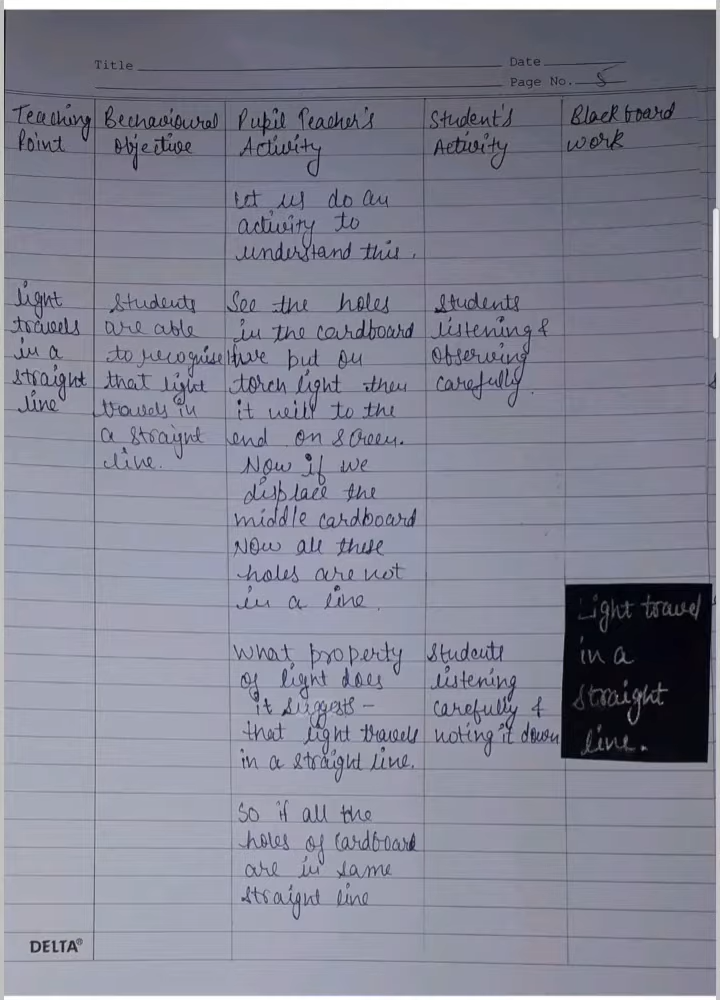 Title
Date
Page No. 5
Teaching Point
Bechavioural Objective
Pupil Teacher's Activity
Student's Activity
Blackboard work
Let us do an
activity to
understand this.
light
travels
in a
straight
line
Students
are able
to recognise
that light
travels in
a straight
line.
See the holes
in the cardboard
here but on
torch light then
it will to the
end on screen.
Now if we
displace the
middle cardboard
Now all these
holes are not
in a line.
Students
listening &
observing
carefully.
What property
of light does
it suggests -
that light travels
in a straight line.
Students
listening
carefully &
noting it down
Light travel
in a
straight
line.
So if all the
holes of cardboard
are in same
straight line
DELTA®